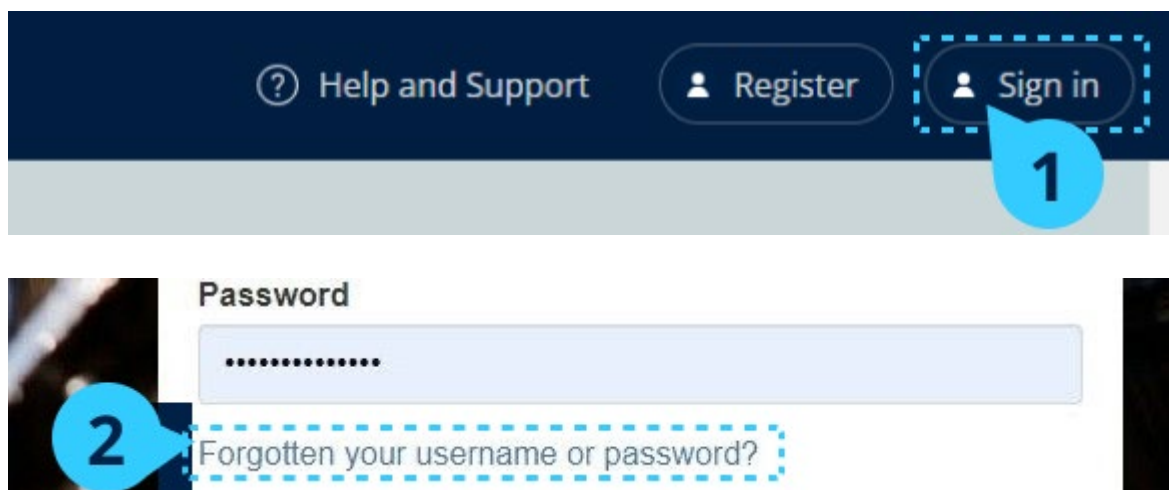 Help and Support Register Sign in
1
Password
••••••••••••••
2
Forgotten your username or password?